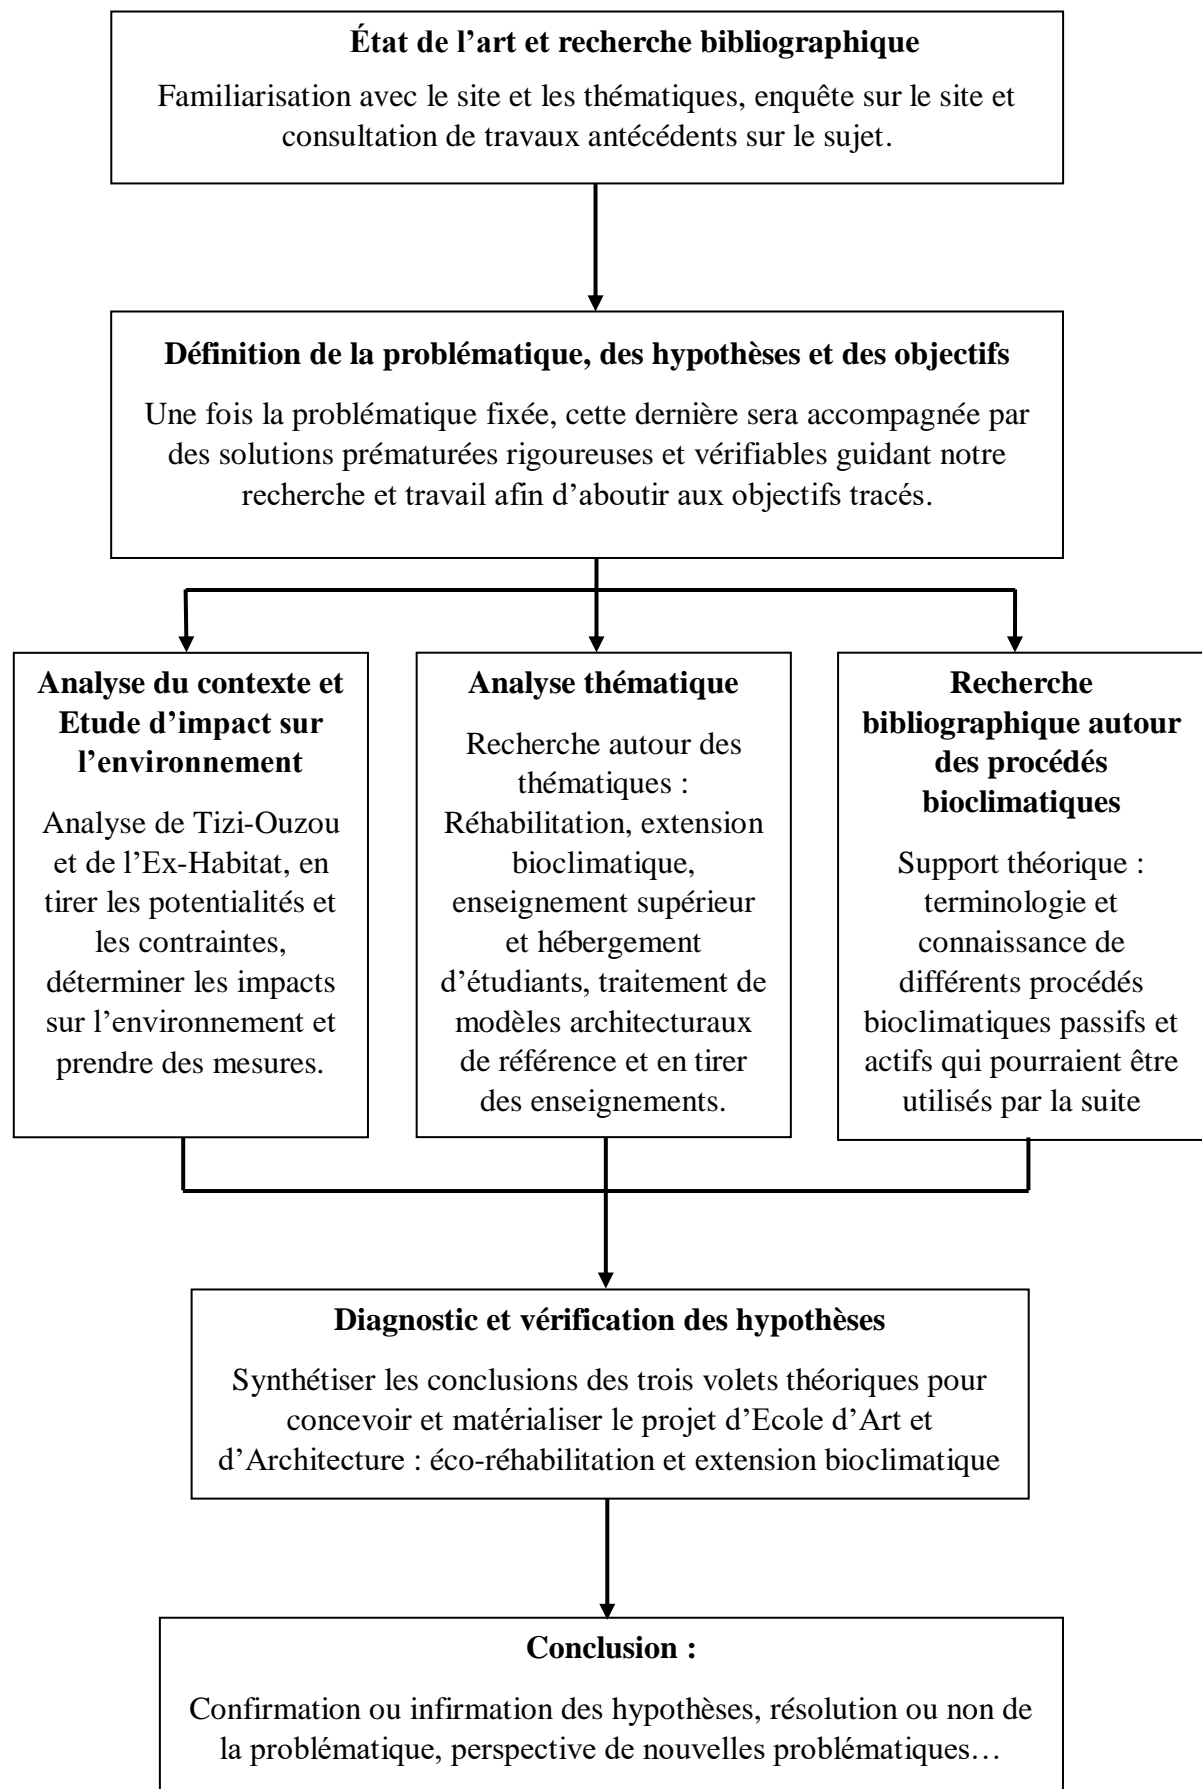 État de l’art et recherche bibliographique
Familiarisation avec le site et les thématiques, enquête sur le site et
consultation de travaux antécédents sur le sujet.
Définition de la problématique, des hypothèses et des objectifs
Une fois la problématique fixée, cette dernière sera accompagnée par
des solutions prématurées rigoureuses et vérifiables guidant notre
recherche et travail afin d’aboutir aux objectifs tracés.
Analyse du contexte et
Etude d’impact sur
l’environnement
Analyse de Tizi-Ouzou
et de l’Ex-Habitat, en
tirer les potentialités et
les contraintes,
déterminer les impacts
sur l’environnement et
prendre des mesures.
Analyse thématique
Recherche autour des
thématiques :
Réhabilitation, extension
bioclimatique,
enseignement supérieur
et hébergement
d’étudiants, traitement de
modèles architecturaux
de référence et en tirer
des enseignements.
Recherche
bibliographique autour
des procédés
bioclimatiques
Support théorique :
terminologie et
connaissance de
différents procédés
bioclimatiques passifs et
actifs qui pourraient être
utilisés par la suite
Diagnostic et vérification des hypothèses
Synthétiser les conclusions des trois volets théoriques pour
concevoir et matérialiser le projet d’Ecole d’Art et
d’Architecture : éco-réhabilitation et extension bioclimatique
Conclusion :
Confirmation ou infirmation des hypothèses, résolution ou non de
la problématique, perspective de nouvelles problématiques…